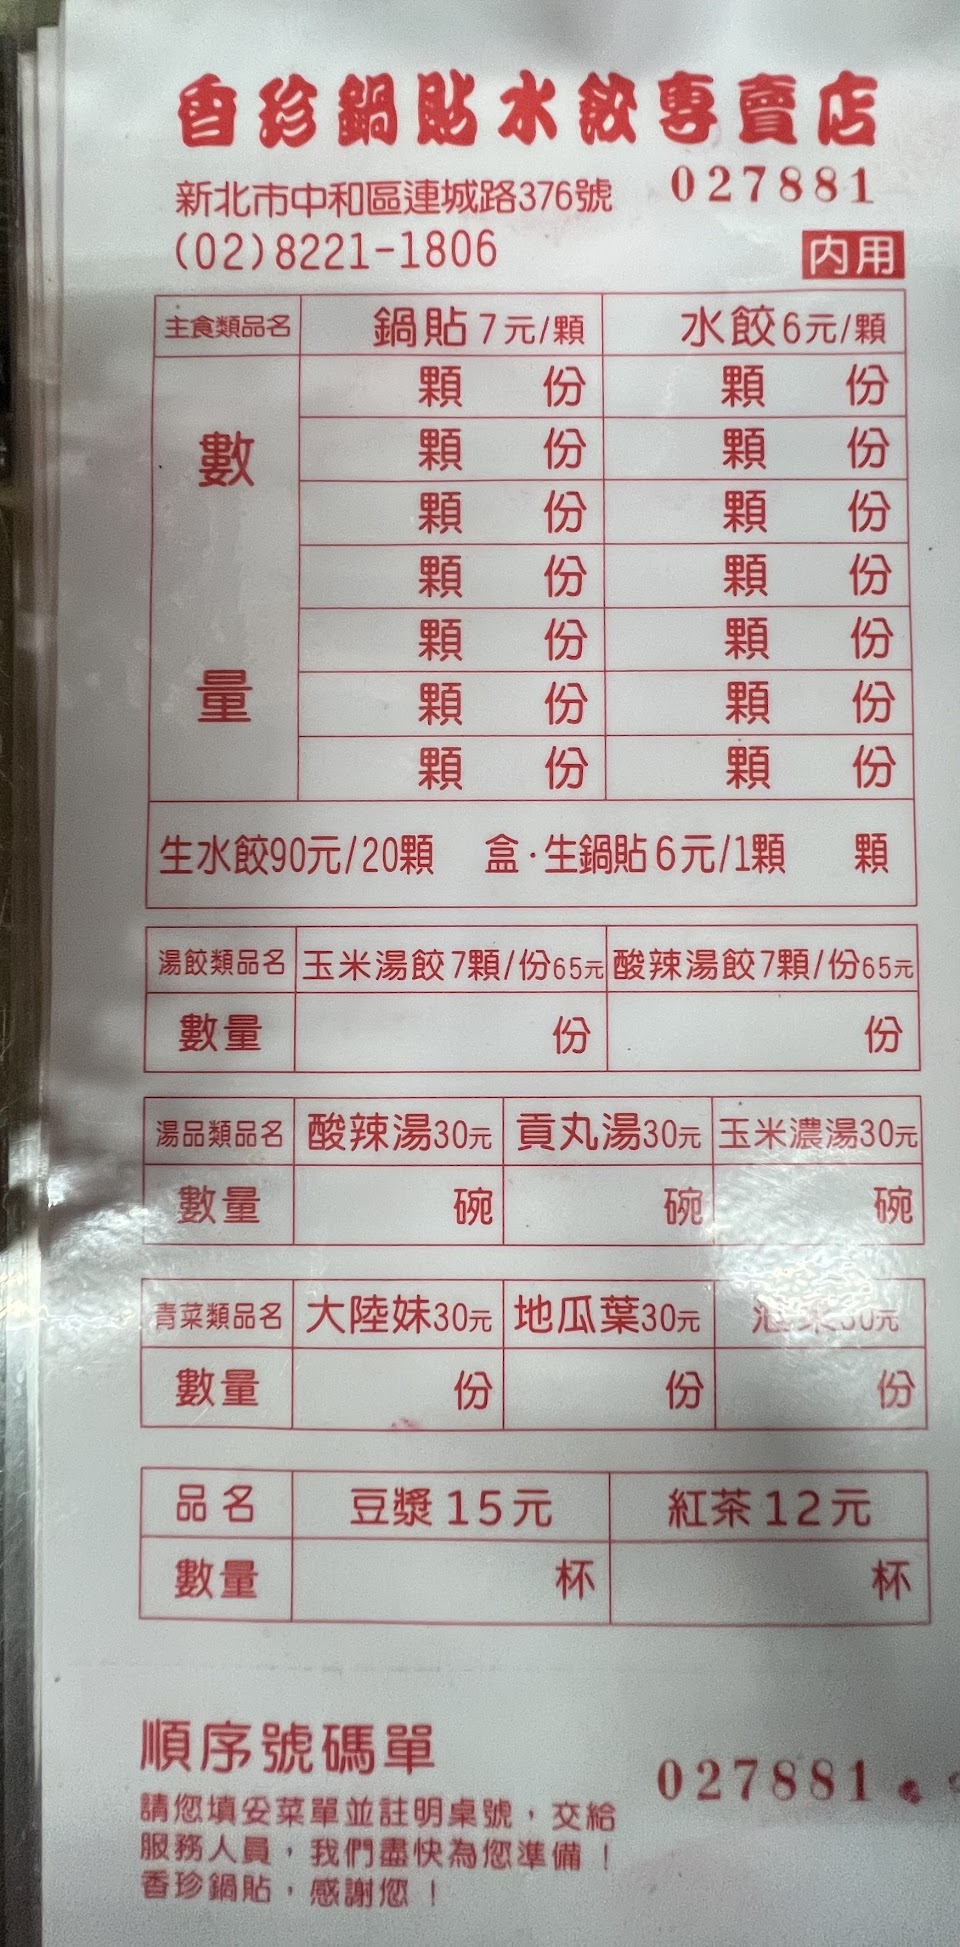 香珍鍋貼水餃專賣店
新北市中和區連城路376號 027881
(02)8221-1806 內用
主食類品名 鍋貼7元/顆 水餃6元/顆
數量
顆 份 顆 份
顆 份 顆 份
顆 份 顆 份
顆 份 顆 份
顆 份 顆 份
顆 份 顆 份
顆 份 顆 份
生水餃90元/20顆 盒·生鍋貼6元/1顆 顆
湯餃類品名 玉米湯餃7顆/份65元 酸辣湯餃7顆/份65元
數量 份 份
湯品類品名 酸辣湯30元 貢丸湯30元 玉米濃湯30元
數量 碗 碗 碗
青菜類品名 大陸妹30元 地瓜葉30元 30元
數量 份 份 份
品名 豆漿15元 紅茶12元
數量 杯 杯
順序號碼單
027881
請您填妥菜單並註明桌號，交給
服務人員，我們盡快為您準備！
香珍鍋貼，感謝您！